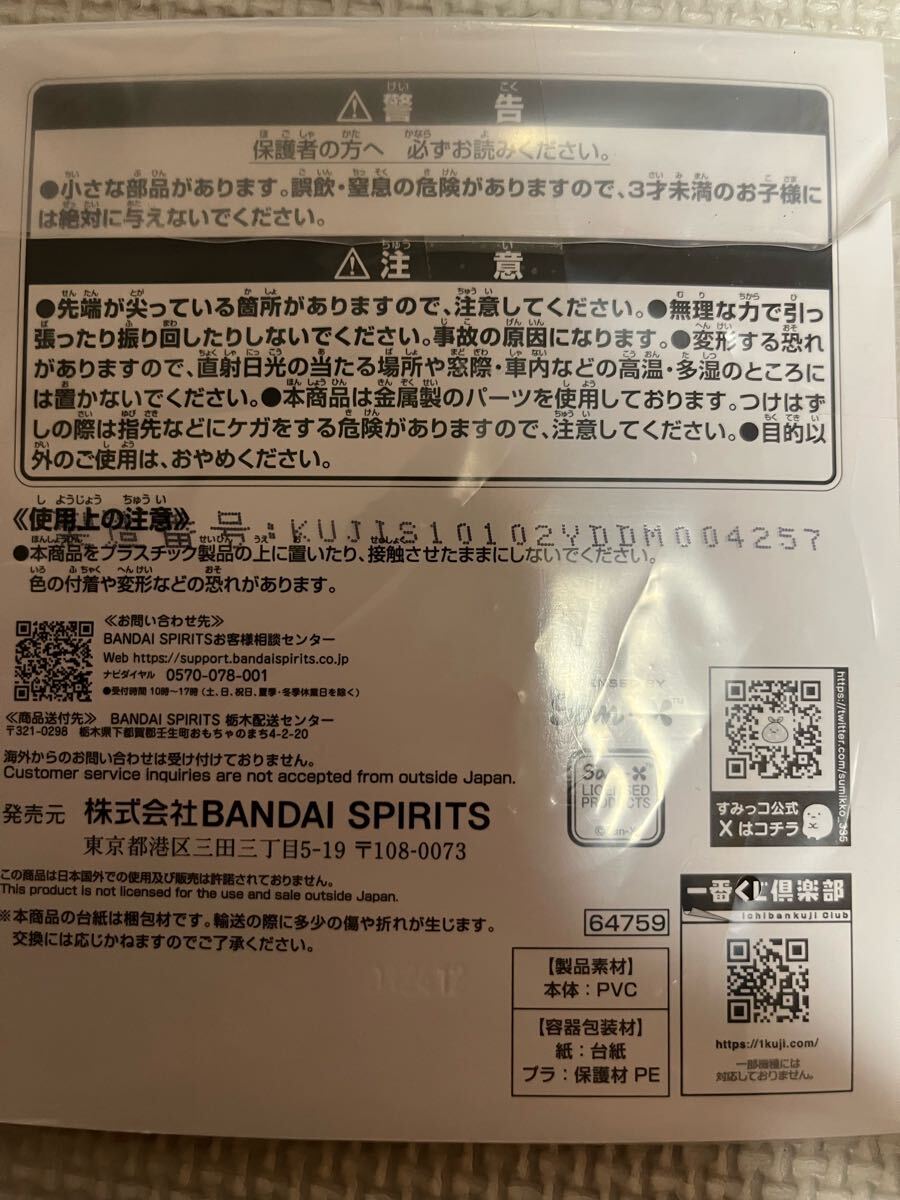 ⚠警告
保護者の方へ 必ずお読みください。
●小さな部品があります。誤飲・窒息の危険がありますので、3才未満のお子様に
は絶対に与えないでください。
⚠注意
●先端が尖っている箇所がありますので、注意してください。●無理な力で引っ
張ったり振り回したりしないでください。事故の原因になります。●変形する恐れ
がありますので、直射日光の当たる場所や窓際・車内などの高温・多湿のところに
は置かないでください。●本商品は金属製のパーツを使用しております。つけはず
しの際は指先などにケガをする危険がありますので、注意してください。●目的以
外のご使用は、おやめください。
《使用上の注意》
番号:KUJIS10102YDDM004257
●本商品をプラスチック製品の上に置いたり、接触させたままにしないでください。
色の付着や変形などの恐れがあります。
≪お問い合わせ先≫
BANDAI SPIRITSお客様相談センター
Web https://support.bandaispirits.co.jp
ナビダイヤル 0570-078-001
●受付時間 10時〜17時(土、日、祝日、夏季・冬季休業日を除く)
≪商品送付先≫ BANDAI SPIRITS 栃木配送センター
〒321-0298 栃木県下都賀郡壬生町おもちゃのまち4-2-20
海外からのお問い合わせは受け付けておりません。
Customer service inquiries are not accepted from outside Japan.
発売元 株式会社BANDAI SPIRITS
東京都港区三田三丁目5-19 〒108-0073
この商品は日本国外での使用及び販売は許諾されておりません。
This product is not licensed for the use and sale outside Japan.
※本商品の台紙は梱包材です。輸送の際に多少の傷や折れが生じます。
交換には応じかねますのでご了承ください。
San-X
LICENSED
PRODUCTS
©San-X
https://twitter.com/sumikko_335
すみっコ公式
Xはコチラ
64759
【製品素材】
本体:PVC
【容器包装材】
紙:台紙
プラ:保護材 PE
一番くじ倶楽部
Ichibankuji Club
https://1kuji.com/
一部機種には
対応しておりません。